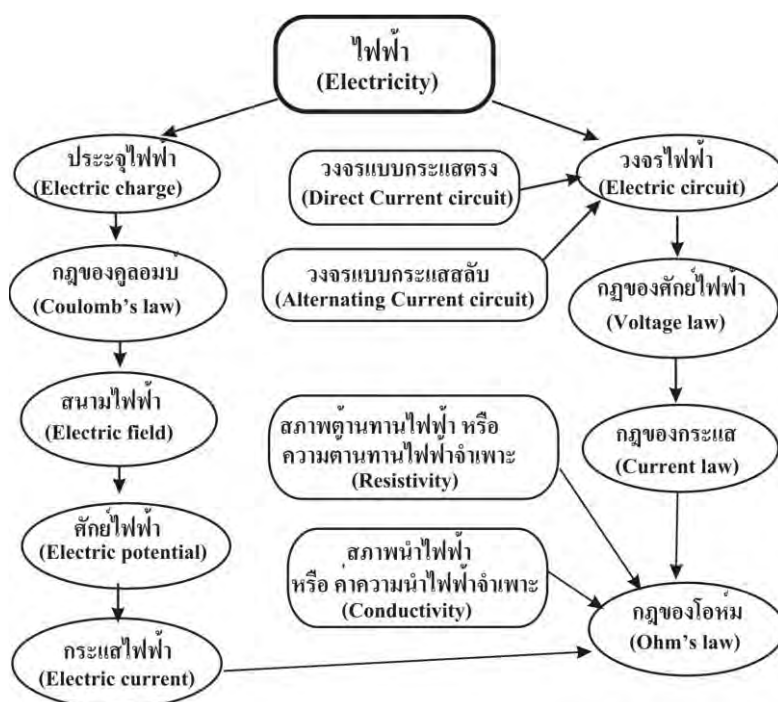 ไฟฟ้า
(Electricity)
ประะจุไฟฟ้า
(Electric charge)
วงจรแบบกระแสตรง
(Direct Current circuit)
วงจรไฟฟ้า
(Electric circuit)
กฎของคูลอมบ์
(Coulomb's law)
วงจรแบบกระแสสลับ
(Alternating Current circuit)
กฏของศักย์ไฟฟ้า
(Voltage law)
สนามไฟฟ้า
(Electric field)
สภาพต้านทานไฟฟ้า หรือ
ความต้านทานไฟฟ้าจำเพาะ
(Resistivity)
กฎของกระแส
(Current law)
ศักย์ไฟฟ้า
(Electric potential)
สภาพนำไฟฟ้า
หรือ ค่าความนำไฟฟ้าจำเพาะ
(Conductivity)
กระแสไฟฟ้า
(Electric current)
กฎของโอห์ม
(Ohm's law)